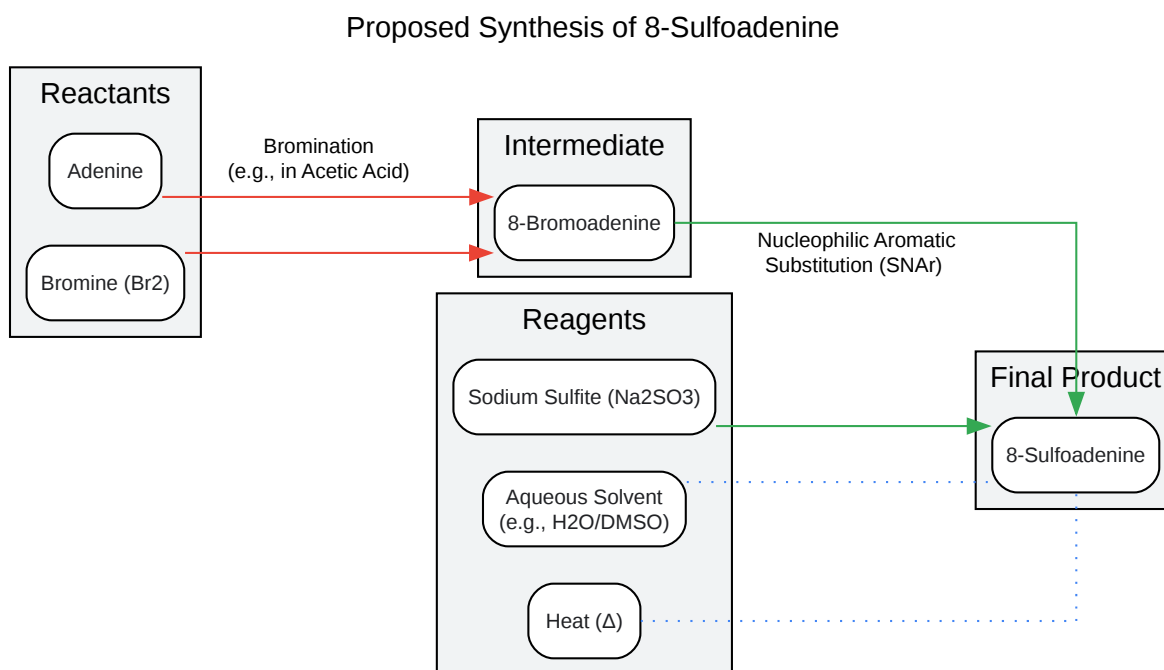 Proposed Synthesis of 8-Sulfoadenine
Reactants
Adenine
Bromine (Br2)
Bromination
(e.g., in Acetic Acid)
Intermediate
8-Bromoadenine
Nucleophilic Aromatic
Substitution (SNAr)
Reagents
Sodium Sulfite (Na2SO3)
Aqueous Solvent
(e.g., H2O/DMSO)
Heat (Δ)
Final Product
8-Sulfoadenine